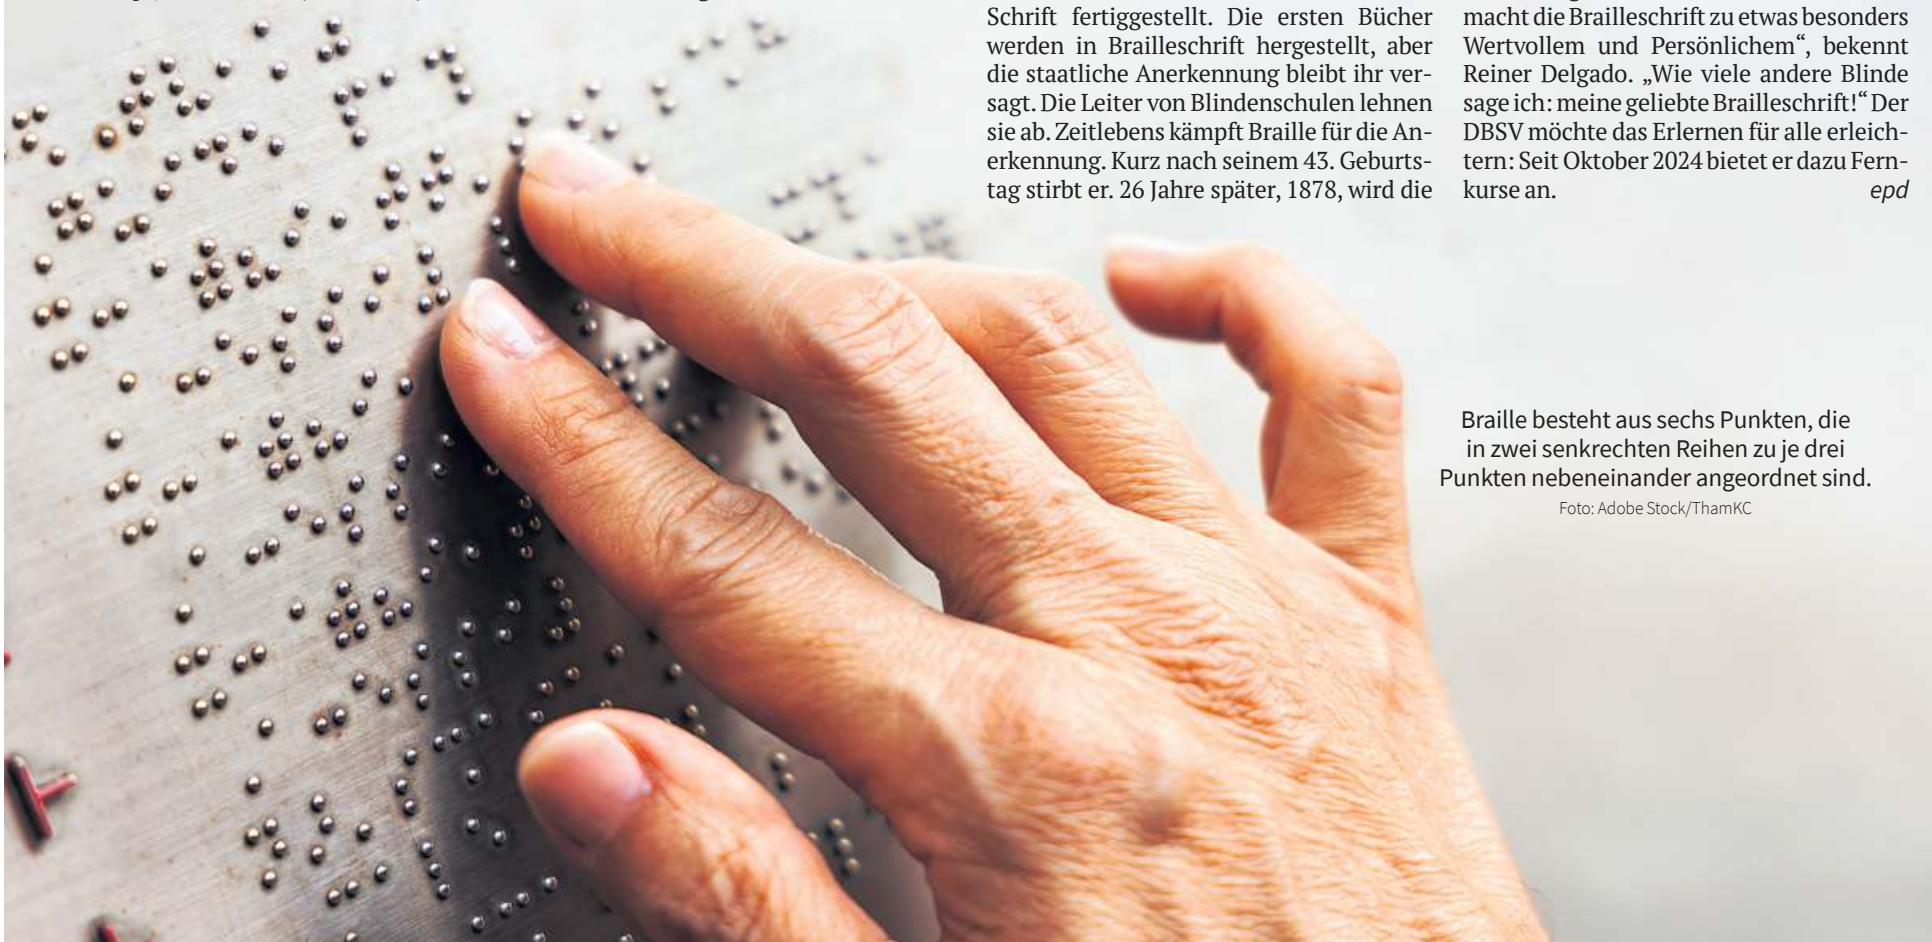 Schrift fertiggestellt. Die ersten Bücher
werden in Brailleschrift hergestellt, aber
die staatliche Anerkennung bleibt ihr ver-
sagt. Die Leiter von Blindenschulen lehnen
sie ab. Zeitlebens kämpft Braille für die An-
erkennung. Kurz nach seinem 43. Geburts-
tag stirbt er. 26 Jahre später, 1878, wird die
macht die Brailleschrift zu etwas besonders
Wertvollem und Persönlichem“, bekennt
Reiner Delgado. „Wie viele andere Blinde
sage ich: meine geliebte Brailleschrift!“ Der
DBSV möchte das Erlernen für alle erleich-
tern: Seit Oktober 2024 bietet er dazu Fern-
kurse an. epd
Braille besteht aus sechs Punkten, die
in zwei senkrechten Reihen zu je drei
Punkten nebeneinander angeordnet sind.
Foto: Adobe Stock/ThamKC